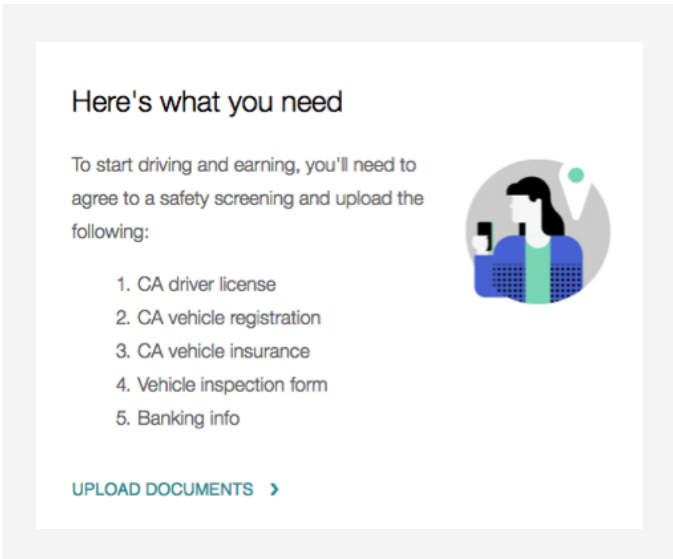 Here's what you need
To start driving and earning, you'll need to
agree to a safety screening and upload the
following:
1. CA driver license
2. CA vehicle registration
3. CA vehicle insurance
4. Vehicle inspection form
5. Banking info
UPLOAD DOCUMENTS ›